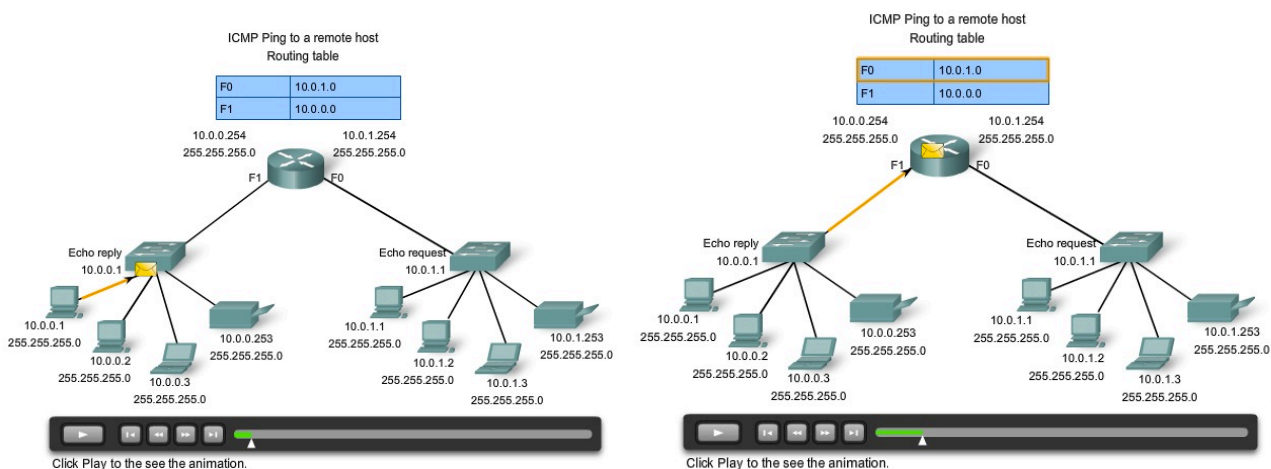 ICMP Ping to a remote host
Routing table
F0 10.0.1.0
F1 10.0.0.0
10.0.0.254 10.0.1.254
255.255.255.0 255.255.255.0
F1 F0
Echo reply Echo request
10.0.0.1 10.0.1.1
10.0.0.1 10.0.0.253 10.0.1.1 10.0.1.253
255.255.255.0 255.255.255.0 255.255.255.0 255.255.255.0
10.0.0.2 10.0.1.2
255.255.255.0 255.255.255.0
10.0.0.3 10.0.1.3
255.255.255.0 255.255.255.0
Click Play to the see the animation.
ICMP Ping to a remote host
Routing table
F0 10.0.1.0
F1 10.0.0.0
10.0.0.254 10.0.1.254
255.255.255.0 255.255.255.0
F1 F0
Echo reply Echo request
10.0.0.1 10.0.1.1
10.0.0.1 10.0.0.253 10.0.1.1 10.0.1.253
255.255.255.0 255.255.255.0 255.255.255.0 255.255.255.0
10.0.0.2 10.0.1.2
255.255.255.0 255.255.255.0
10.0.0.3 10.0.1.3
255.255.255.0 255.255.255.0
Click Play to the see the animation.